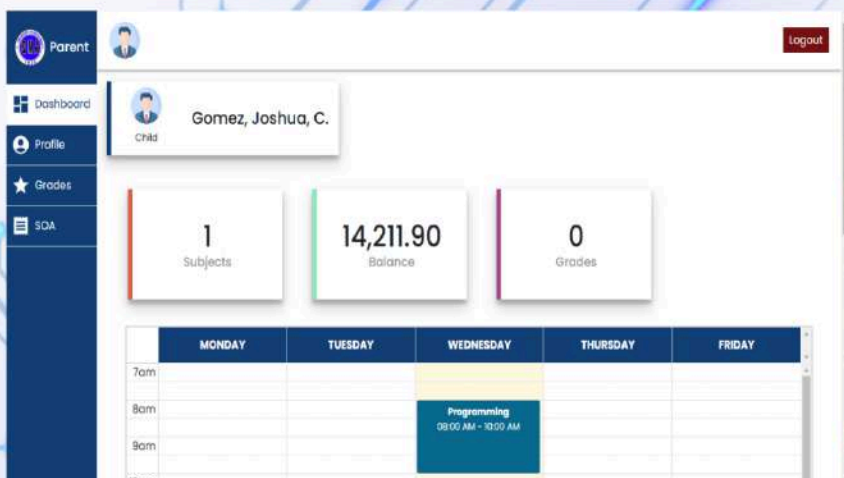 Parent
Logout
Dashboard
Profile
Grades
SOA
Child
Gomez, Joshua, C.
1
Subjects
14,211.90
Balance
0
Grades
MONDAY TUESDAY WEDNESDAY THURSDAY FRIDAY
7am
8am
Programming
08:00 AM - 10:00 AM
9am